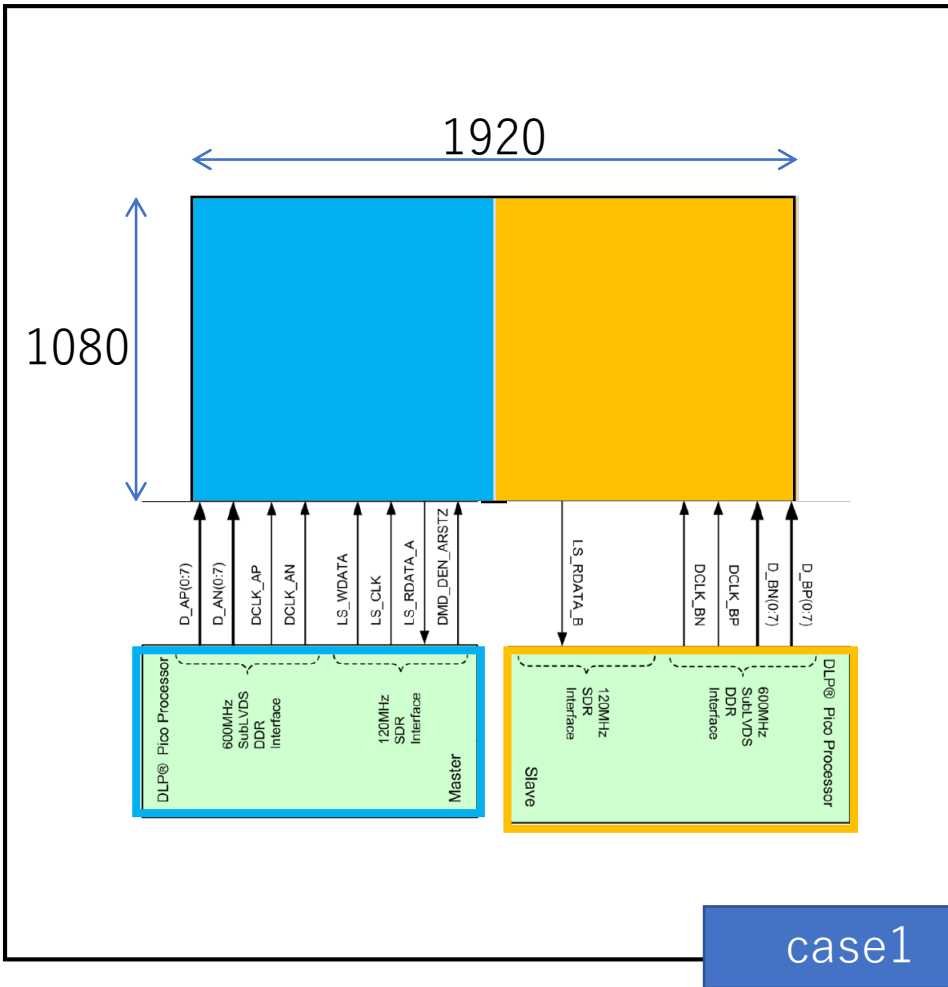 1920
1080
D_AP(0:7)
D_AN(0:7)
DCLK_AP
DCLK_AN
LS_WDATA
LS_CLK
LS_RDATA_A
DMD_DEN_ARSTZ
LS_RDATA_B
DCLK_BN
DCLK_BP
D_BN(0:7)
D_BP(0:7)
DLP® Pico Processor
600MHz
SubLVDS
DDR
Interface
120MHz
SDR
Interface
Master
Slave
120MHz
SDR
Interface
600MHz
SubLVDS
DDR
Interface
DLP® Pico Processor
case1